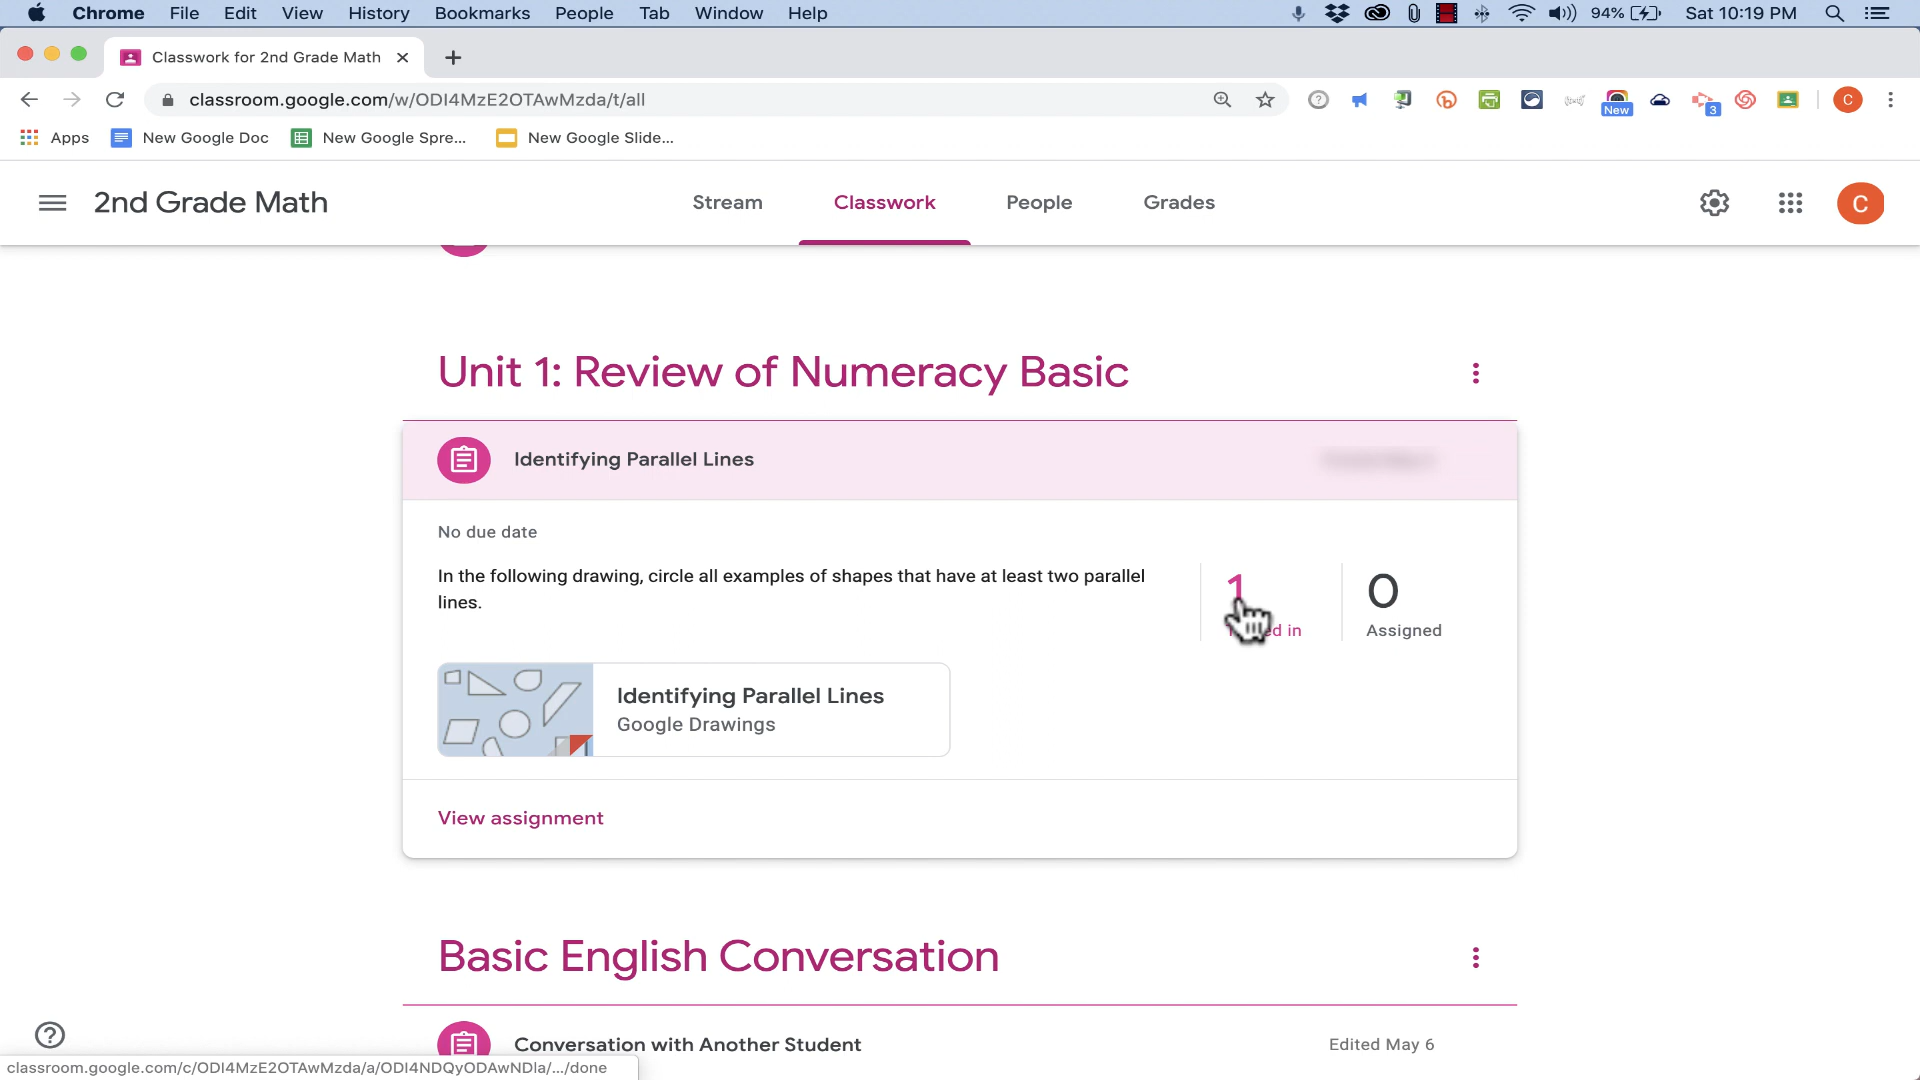 Chrome File Edit View History Bookmarks People Tab Window Help 94% Sat 10:19 PM
Classwork for 2nd Grade Math
classroom.google.com/w/ODI4MzE2OTAwMzda/t/all New 3 C
Apps New Google Doc New Google Spre... New Google Slide...
2nd Grade Math Stream Classwork People Grades C
Unit 1: Review of Numeracy Basic
Identifying Parallel Lines
No due date
In the following drawing, circle all examples of shapes that have at least two parallel
lines.
1 0
ed in Assigned
Identifying Parallel Lines
Google Drawings
View assignment
Basic English Conversation
Conversation with Another Student Edited May 6
classroom.google.com/c/ODI4MzE2OTAwMzda/a/ODI4NDQyODAwNDla/.../done